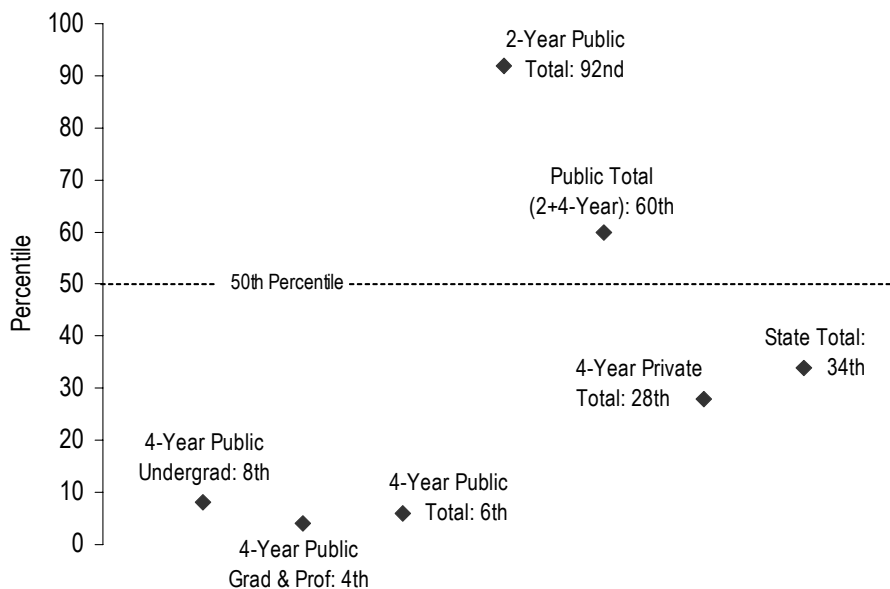 100
90
80
70
60
50
40
30
20
10
0
Percentile
2-Year Public
Total: 92nd
Public Total
(2+4-Year): 60th
50th Percentile
State Total:
34th
4-Year Private
Total: 28th
4-Year Public
Undergrad: 8th
4-Year Public
Total: 6th
4-Year Public
Grad & Prof: 4th